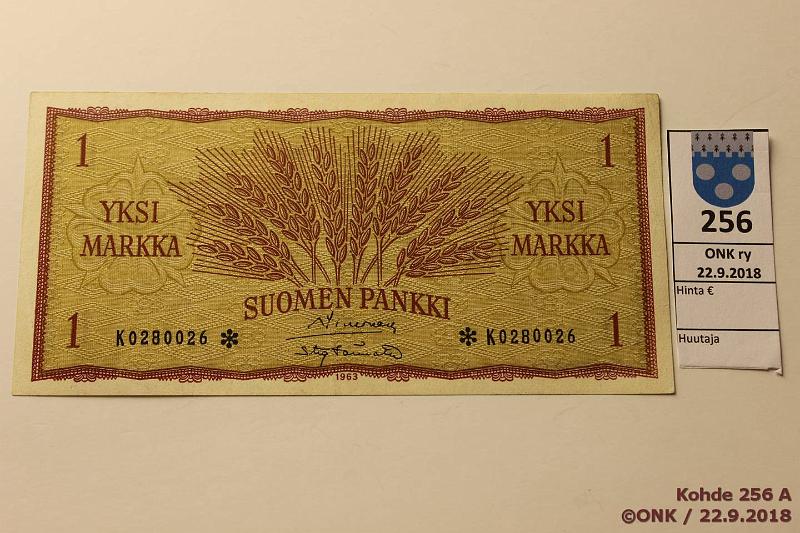 1
1
YKSI
MARKKA
YKSI
MARKKA
SUOMEN PANKKI
1
K0280026 *
* K0280026
1
1963
256
ONK ry
22.9.2018
Hinta €
Huutaja
Kohde 256 A
©ONK / 22.9.2018